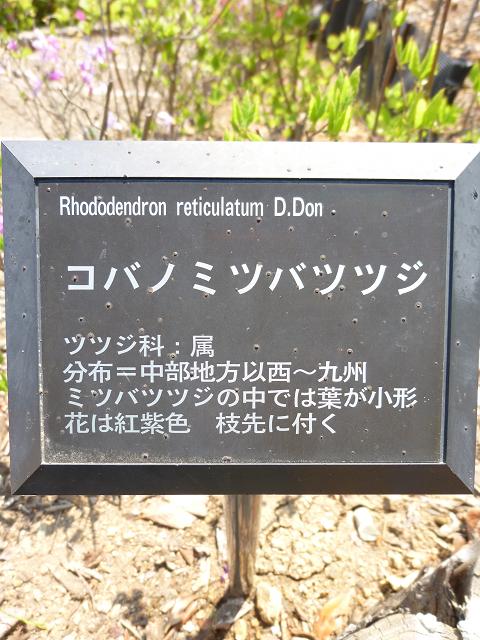 Rhododendron reticulatum D.Don
コバノミツバツツジ
ツツジ科：属
分布＝中部地方以西～九州
ミツバツツジの中では葉が小形
花は紅紫色　枝先に付く